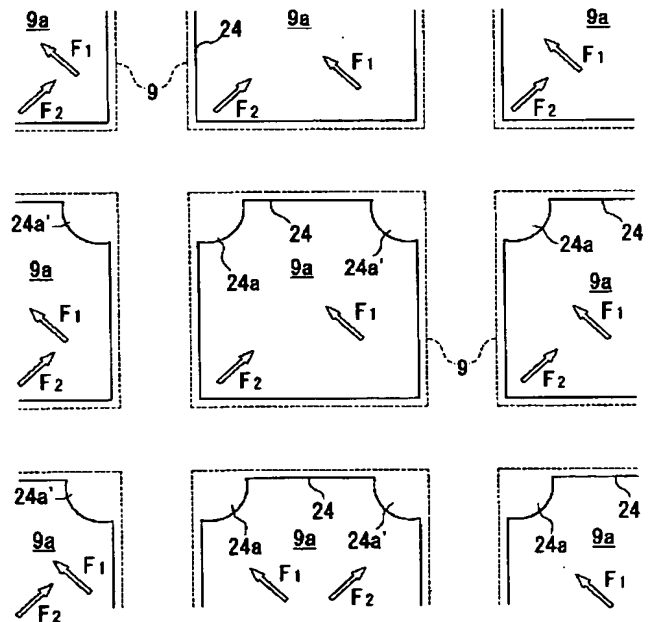 9a 24 9a 9a
F1 F1 F1
F2 9 F2 F2
24a' 24 24a 24
9a 24a 9a 24a' 9a
F1 F1 F1
F2 F2 9 F2
24a' 24 24
9a 24a 9a 24a' 24a 9a
F1 F1 F2 F1
F2